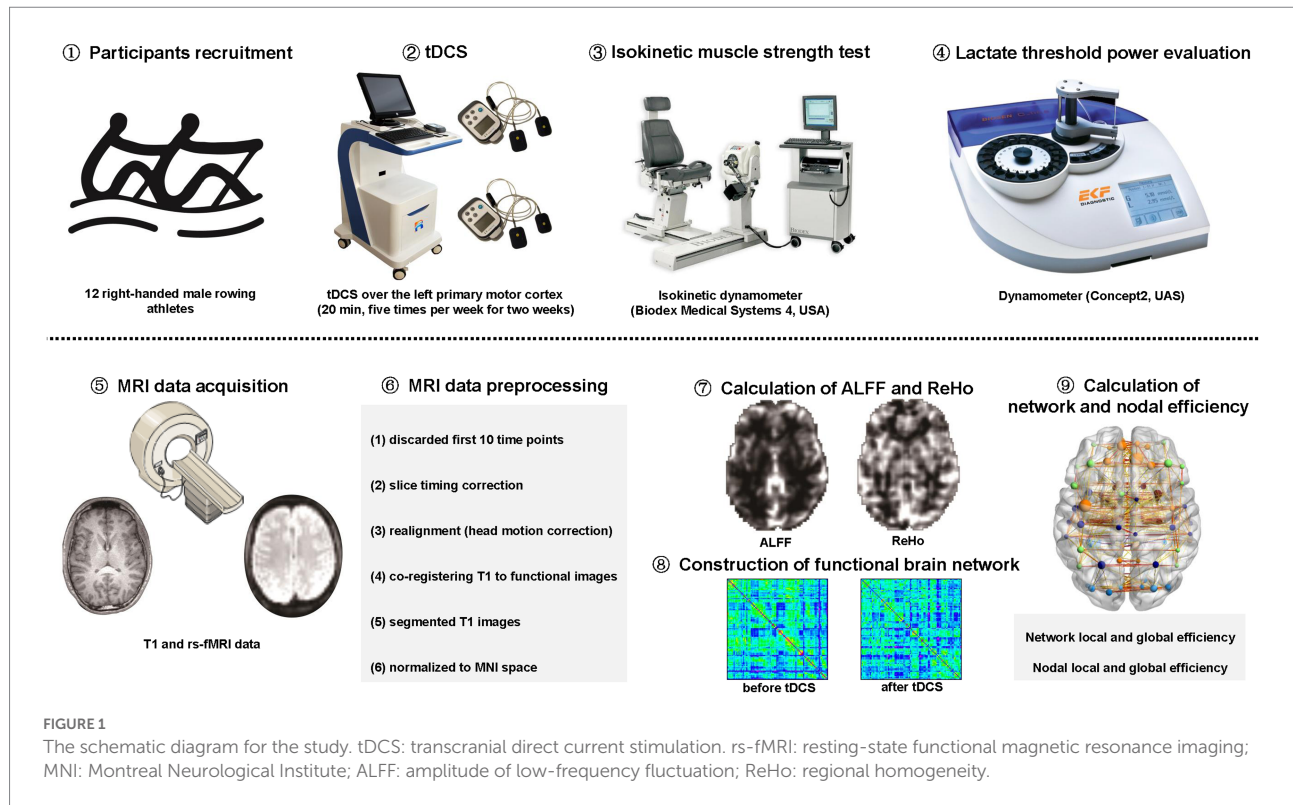 ① Participants recruitment
② tDCS
③ Isokinetic muscle strength test
④ Lactate threshold power evaluation
BIODEX
EKF
DIAGNOSTIC
G
L
12 right-handed male rowing
athletes
tDCS over the left primary motor cortex
(20 min, five times per week for two weeks)
Isokinetic dynamometer
(Biodex Medical Systems 4, USA)
Dynamometer (Concept2, UAS)
⑤ MRI data acquisition
T1 and rs-fMRI data
⑥ MRI data preprocessing
(1) discarded first 10 time points
(2) slice timing correction
(3) realignment (head motion correction)
(4) co-registering T1 to functional images
(5) segmented T1 images
(6) normalized to MNI space
⑦ Calculation of ALFF and ReHo
ALFF
ReHo
⑧ Construction of functional brain network
before tDCS
after tDCS
⑨ Calculation of
network and nodal efficiency
Network local and global efficiency
Nodal local and global efficiency
FIGURE 1
The schematic diagram for the study. tDCS: transcranial direct current stimulation. rs-fMRI: resting-state functional magnetic resonance imaging;
MNI: Montreal Neurological Institute; ALFF: amplitude of low-frequency fluctuation; ReHo: regional homogeneity.